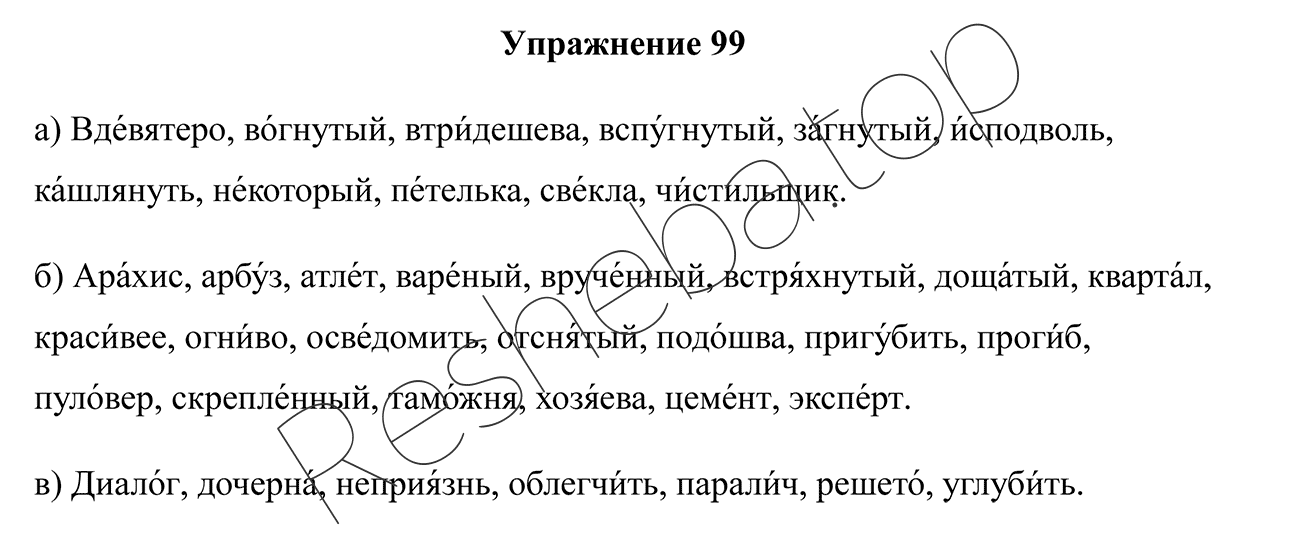 Упражнение 99
а) Вде́вятеро, во́гнутый, втри́дешева, вспу́гнутый, за́гнутый, и́сподволь,
ка́шлянуть, не́который, пе́телька, све́кла, чи́стильщик.
б) Ара́хис, арбу́з, атле́т, варе́ный, вруче́нный, встря́хнутый, доща́тый, кварта́л,
краси́вее, огни́во, осве́домить, отсня́тый, подо́шва, пригу́бить, проги́б,
пуло́вер, скрепле́нный, тамо́жня, хозя́ева, цеме́нт, экспе́рт.
в) Диало́г, дочерна́, неприя́знь, облегчи́ть, парали́ч, решето́, углуби́ть.
Resheba.top